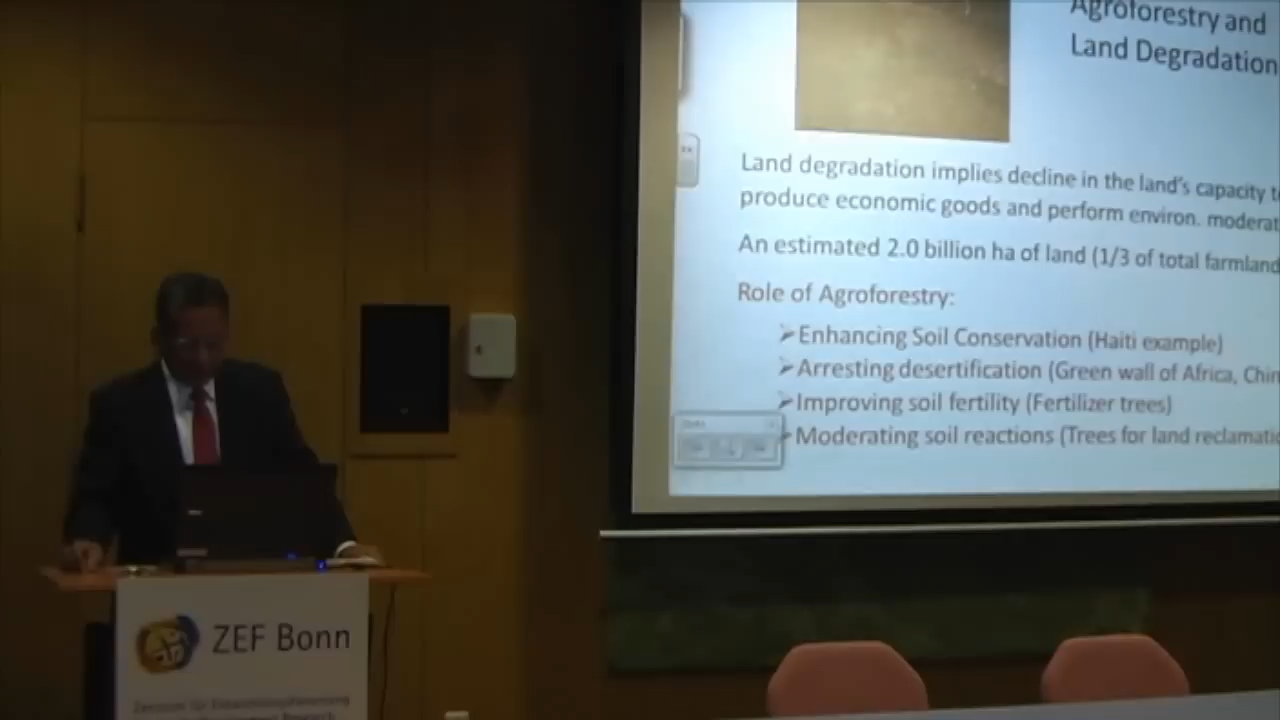 Agroforestry and
Land Degradation
Land degradation implies decline in the land's capacity t
produce economic goods and perform environ. moderat
An estimated 2.0 billion ha of land (1/3 of total farmland
Role of Agroforestry:
➢Enhancing Soil Conservation (Haiti example)
➢Arresting desertification (Green wall of Africa, Chin
➢Improving soil fertility (Fertilizer trees)
➢Moderating soil reactions (Trees for land reclamati
ZEF Bonn
Zentrum für Entwicklungsforschung